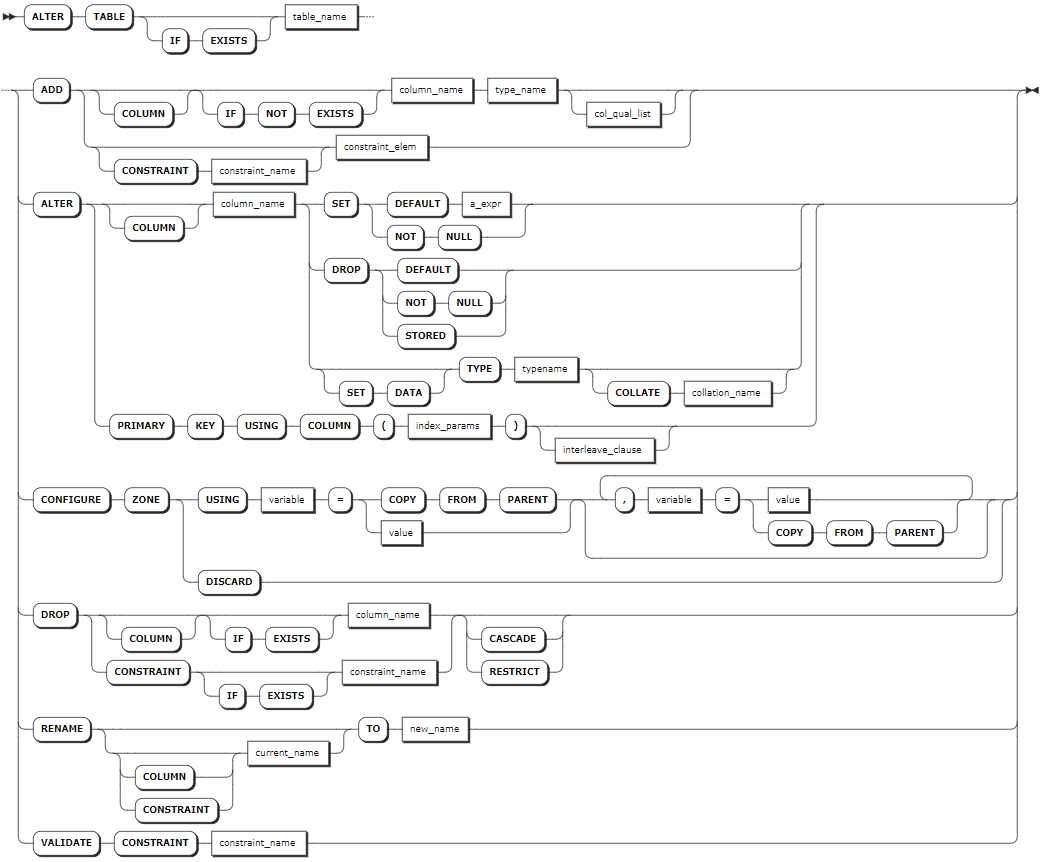 ALTER TABLE table_name
IF EXISTS
ADD column_name type_name
COLUMN IF NOT EXISTS col_qual_list
constraint_elem
CONSTRAINT constraint_name
ALTER column_name SET DEFAULT a_expr
COLUMN NOT NULL
DROP DEFAULT
NOT NULL
STORED
TYPE typename
SET DATA COLLATE collation_name
PRIMARY KEY USING COLUMN ( index_params )
interleave_clause
CONFIGURE ZONE USING variable = COPY FROM PARENT , variable = value
value COPY FROM PARENT
DISCARD
DROP column_name
COLUMN IF EXISTS CASCADE
CONSTRAINT constraint_name RESTRICT
IF EXISTS
RENAME TO new_name
current_name
COLUMN
CONSTRAINT
VALIDATE CONSTRAINT constraint_name